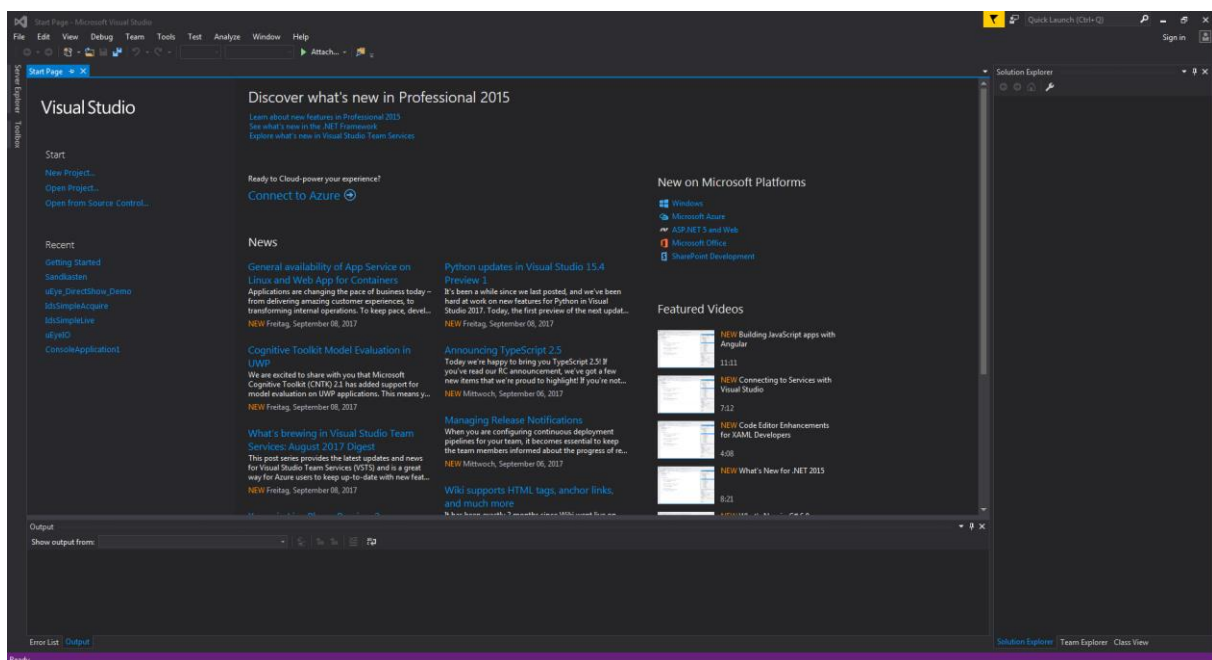 Start Page - Microsoft Visual Studio
Quick Launch (Ctrl+Q)
File Edit View Debug Team Tools Test Analyze Window Help
Sign in
Attach...
Server Explorer
Toolbox
Start Page
Visual Studio
Start
New Project...
Open Project...
Open from Source Control...
Recent
Getting Started
Sandkasten
uEye_DirectShow_Demo
IdsSimpleAcquire
IdsSimpleLive
uEyeIO
ConsoleApplication1
Discover what's new in Professional 2015
Learn about new features in Professional 2015
See what's new in the .NET Framework
Explore what's new in Visual Studio Team Services
Ready to Cloud-power your experience?
Connect to Azure
News
General availability of App Service on
Linux and Web App for Containers
Applications are changing the pace of business today –
from delivering amazing customer experiences, to
transforming internal operations. To keep pace, devel...
NEW Freitag, September 08, 2017
Cognitive Toolkit Model Evaluation in
UWP
We are excited to share with you that Microsoft
Cognitive Toolkit (CNTK) 2.1 has added support for
model evaluation on UWP applications. This means y...
NEW Freitag, September 08, 2017
What's brewing in Visual Studio Team
Services: August 2017 Digest
This post series provides the latest updates and news
for Visual Studio Team Services (VSTS) and is a great
way for Azure users to keep up-to-date with new feat...
NEW Freitag, September 08, 2017
Python updates in Visual Studio 15.4
Preview 1
It's been a while since we last posted, and we've been
hard at work on new features for Python in Visual
Studio 2017. Today, the first preview of the next updat...
NEW Freitag, September 08, 2017
Announcing TypeScript 2.5
Today we're happy to bring you TypeScript 2.5! If
you've read our RC announcement, we've got a few
new items that we're proud to highlight! If you're not...
NEW Mittwoch, September 06, 2017
Managing Release Notifications
When you are configuring continuous deployment
pipelines for your team, it becomes essential to keep
the team members informed about the progress of re...
NEW Mittwoch, September 06, 2017
Wiki supports HTML tags, anchor links,
and much more
New on Microsoft Platforms
Windows
Microsoft Azure
ASP.NET 5 and Web
Microsoft Office
SharePoint Development
Featured Videos
NEW Building JavaScript apps with
Angular
11:11
NEW Connecting to Services with
Visual Studio
7:12
NEW Code Editor Enhancements
for XAML Developers
4:08
NEW What's New for .NET 2015
8:21
Solution Explorer
Output
Show output from:
Error List Output
Solution Explorer Team Explorer Class View
Ready